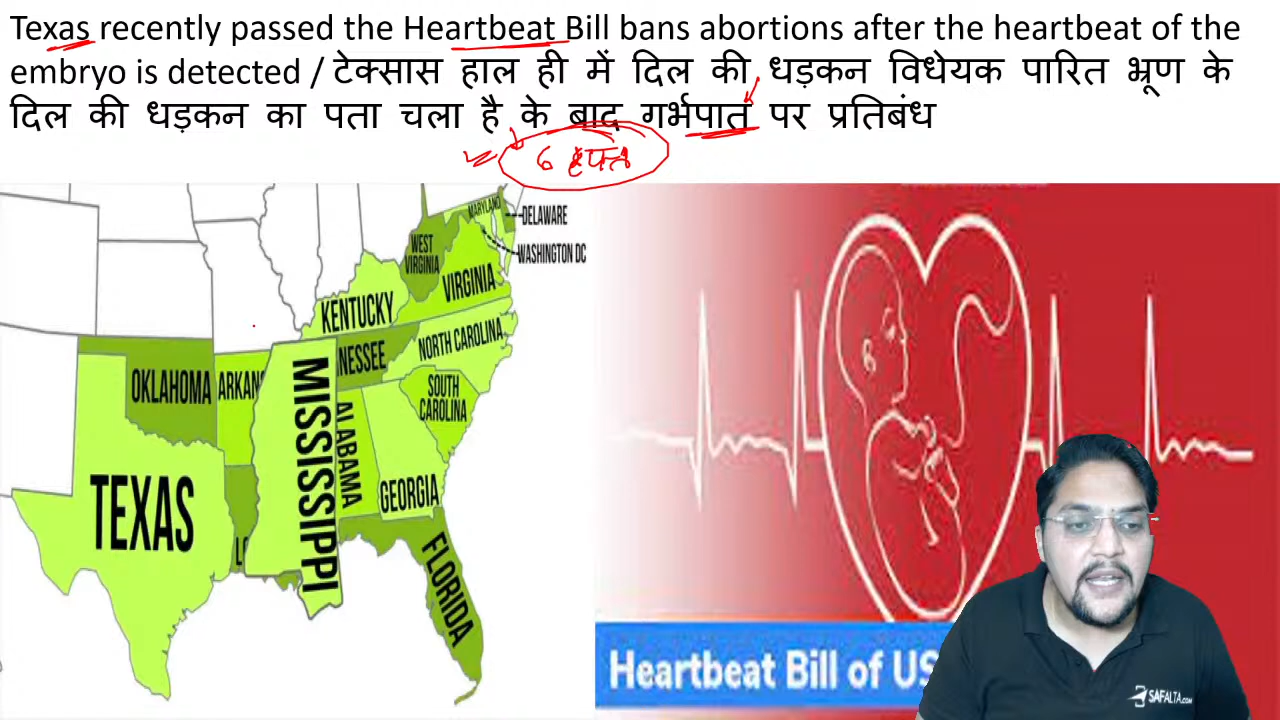 Texas recently passed the Heartbeat Bill bans abortions after the heartbeat of the
embryo is detected / टेक्सास हाल ही में दिल की धड़कन विधेयक पारित भ्रूण के
दिल की धड़कन का पता चला है के बाद गर्भपात पर प्रतिबंध
6 हफ्ते
MARYLAND
DELAWARE
WEST
VIRGINIA
WASHINGTON DC
VIRGINIA
KENTUCKY
NORTH CAROLINA
NESSEE
OKLAHOMA
ARKAN
SOUTH
CAROLINA
MISSISSIPPI
ALABAMA
GEORGIA
TEXAS
FLORIDA
Heartbeat Bill of US
SAFALTA.COM